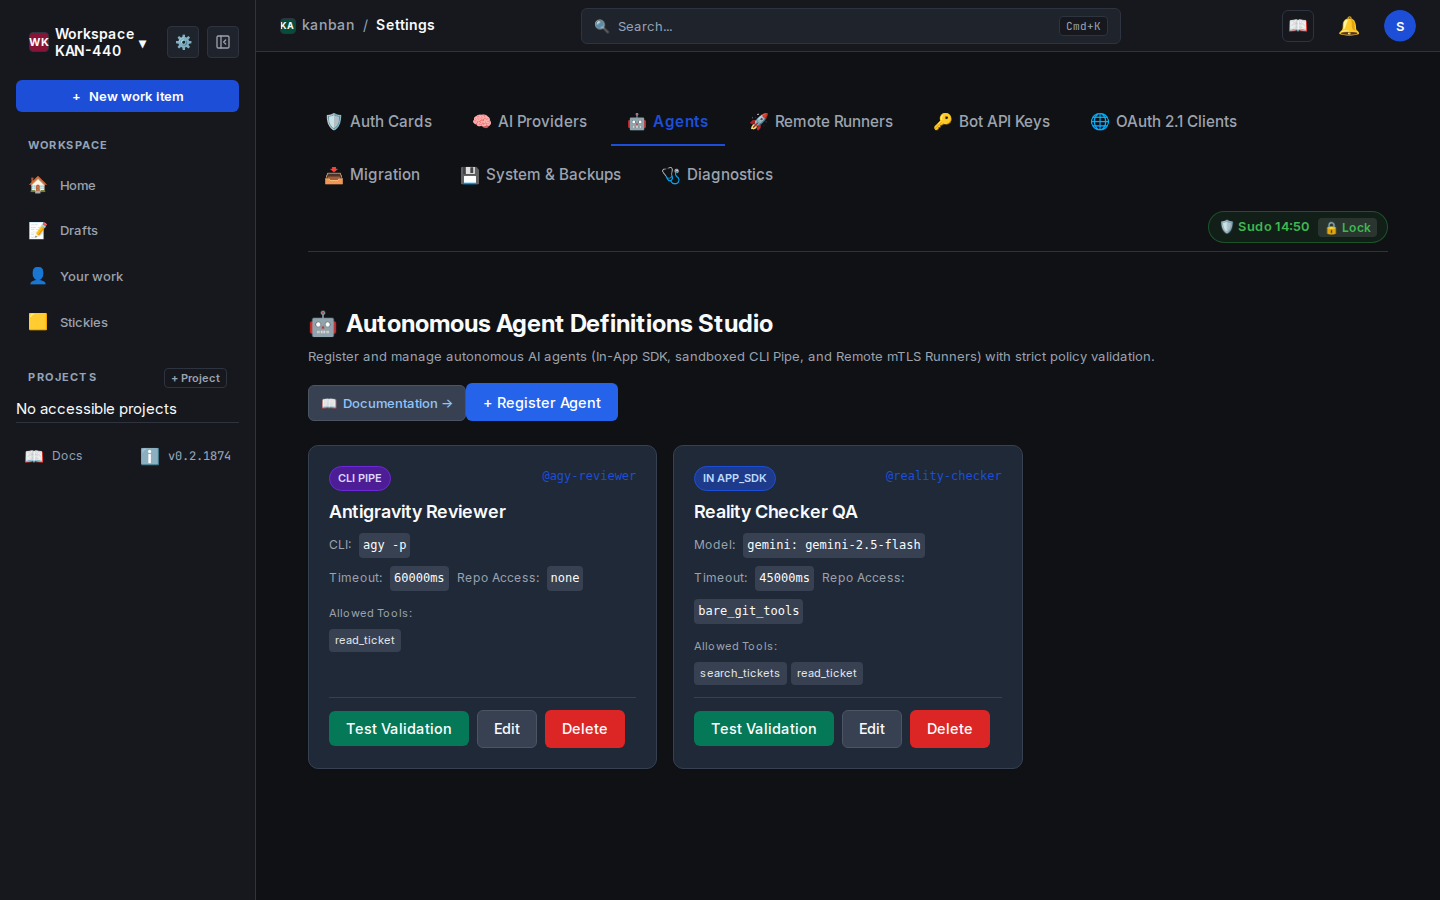 WK Workspace KAN-440 ▼
+ New work item
WORKSPACE
Home
Drafts
Your work
Stickies
PROJECTS + Project
No accessible projects
Docs v0.2.1874
KA kanban / Settings
Search... Cmd+K
S
Auth Cards AI Providers Agents Remote Runners Bot API Keys OAuth 2.1 Clients
Migration System & Backups Diagnostics
Sudo 14:50 Lock
Autonomous Agent Definitions Studio
Register and manage autonomous AI agents (In-App SDK, sandboxed CLI Pipe, and Remote mTLS Runners) with strict policy validation.
Documentation → + Register Agent
CLI PIPE @agy-reviewer
Antigravity Reviewer
CLI: agy -p
Timeout: 60000ms Repo Access: none
Allowed Tools:
read_ticket
Test Validation Edit Delete
IN APP_SDK @reality-checker
Reality Checker QA
Model: gemini: gemini-2.5-flash
Timeout: 45000ms Repo Access:
bare_git_tools
Allowed Tools:
search_tickets read_ticket
Test Validation Edit Delete